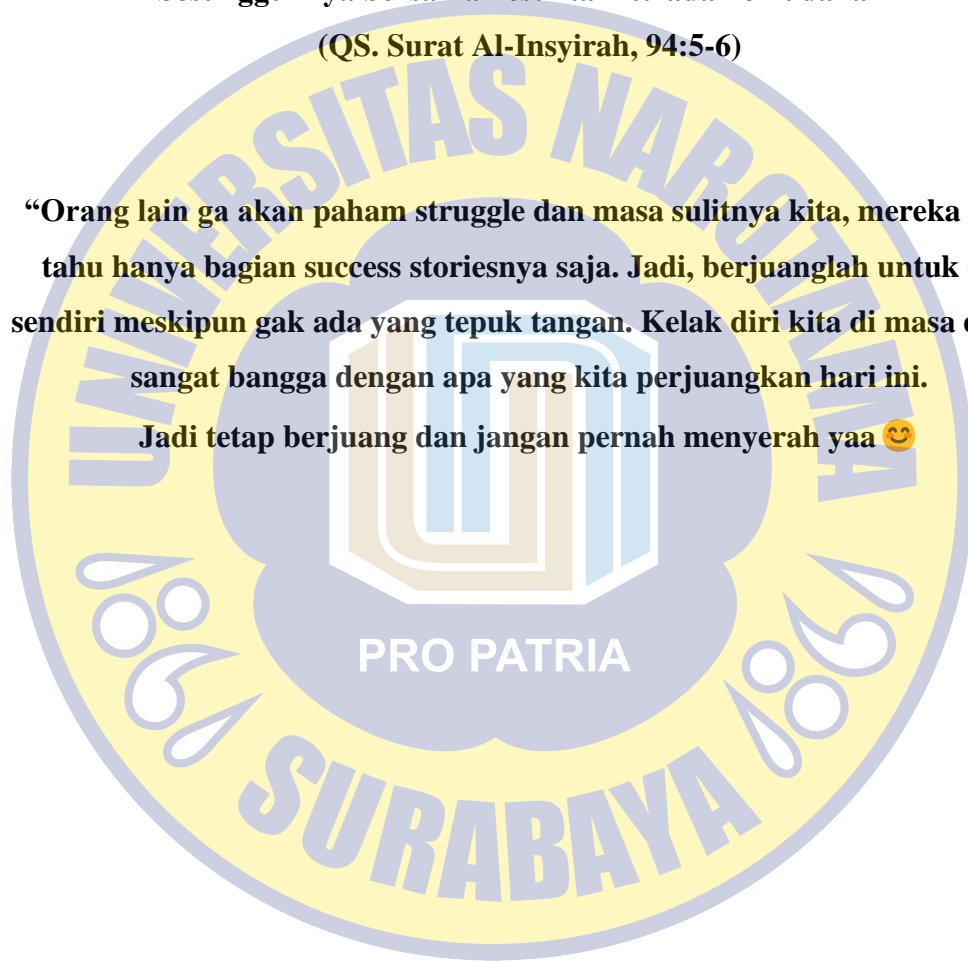 (QS. Surat Al-Insyirah, 94:5-6)
UNIVERSITAS NAROTAMA
“Orang lain ga akan paham struggle dan masa sulitnya kita, mereka
tahu hanya bagian success storiesnya saja. Jadi, berjuanglah untuk
sendiri meskipun gak ada yang tepuk tangan. Kelak diri kita di masa
sangat bangga dengan apa yang kita perjuangkan hari ini.
Jadi tetap berjuang dan jangan pernah menyerah yaa 😊
PRO PATRIA
SURABAYA